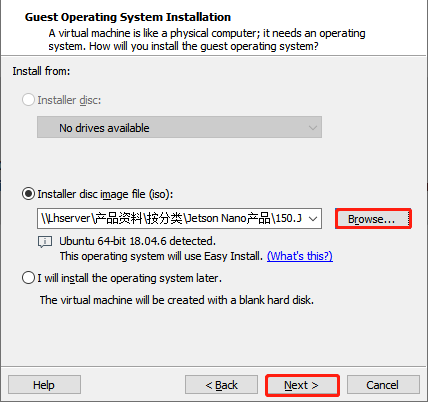 Guest Operating System Installation
A virtual machine is like a physical computer; it needs an operating
system. How will you install the guest operating system?
Install from:
Installer disc:
No drives available
Installer disc image file (iso):
\\Lhserver\产品资料\按分类\Jetson Nano产品\150.J
Browse...
Ubuntu 64-bit 18.04.6 detected.
This operating system will use Easy Install. (What's this?)
I will install the operating system later.
The virtual machine will be created with a blank hard disk.
Help
< Back
Next >
Cancel